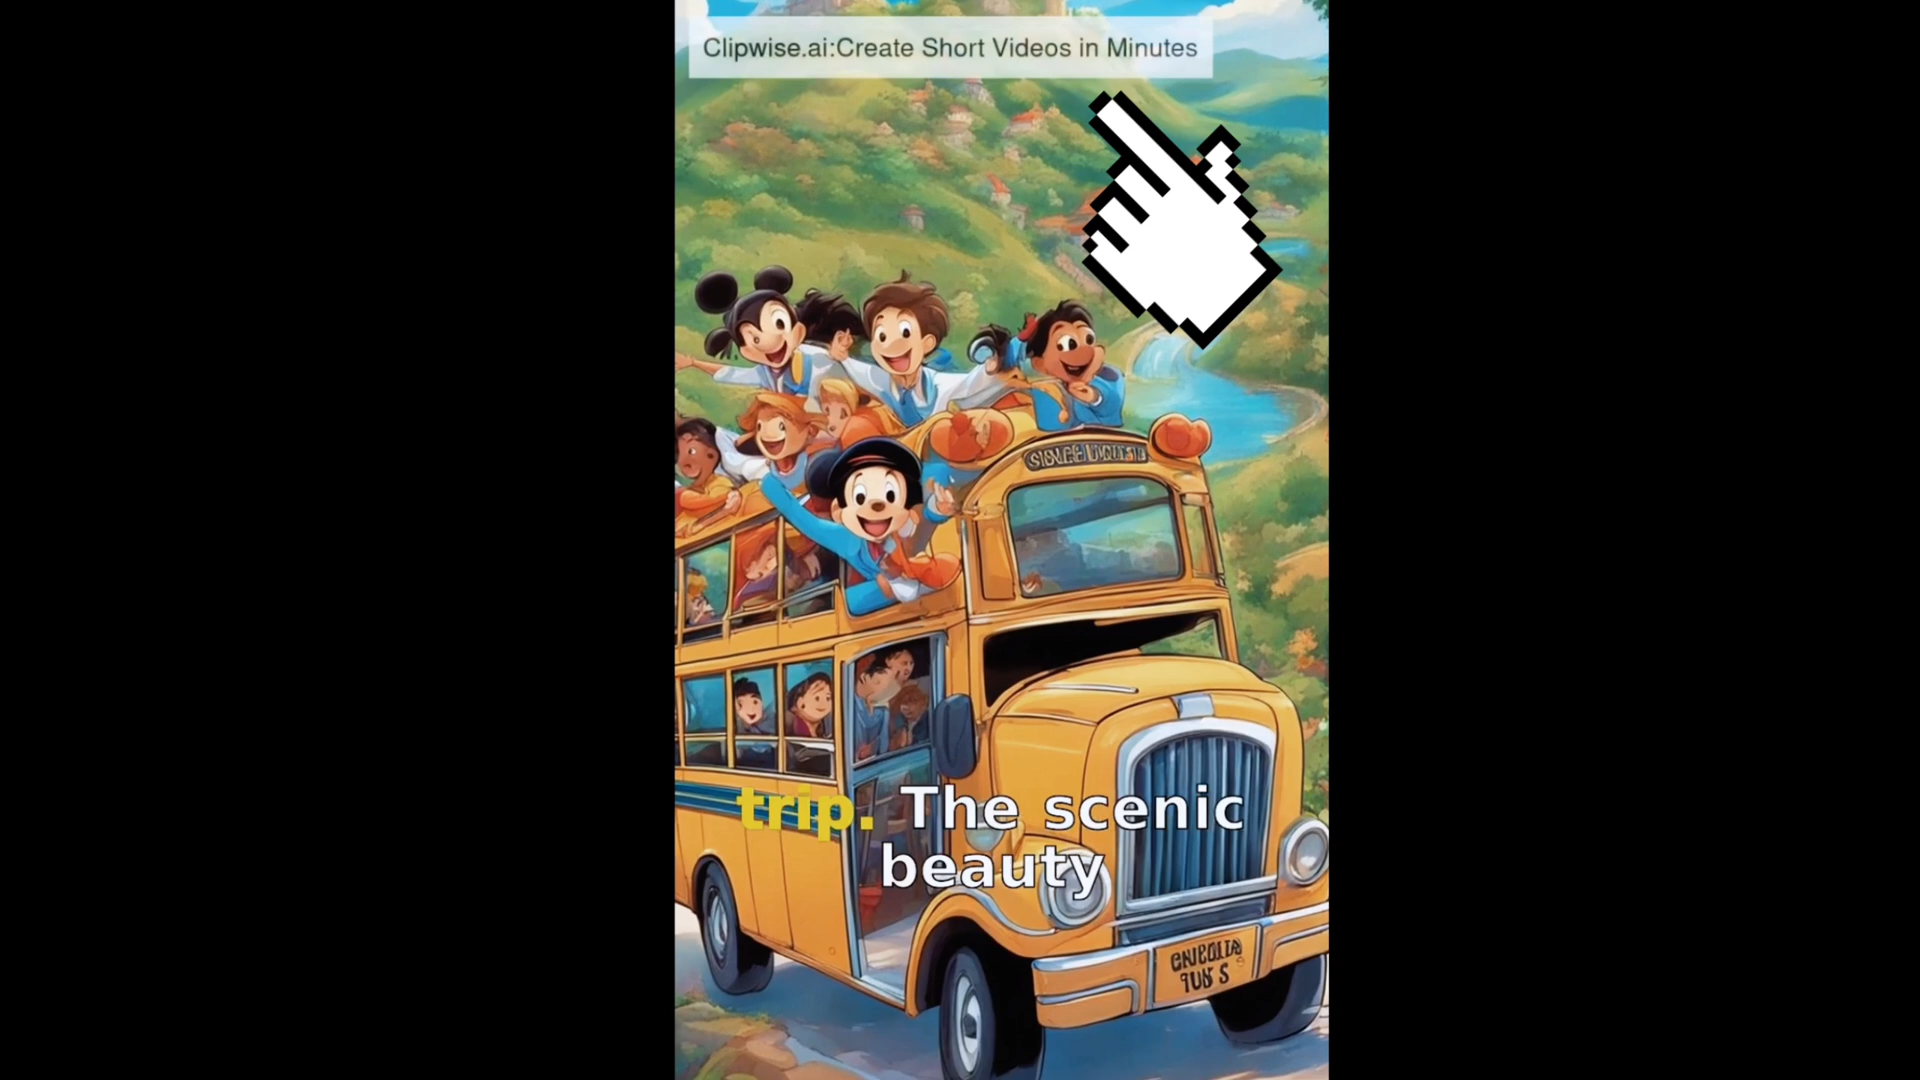 Clipwise.ai:Create Short Videos in Minutes
trip. The scenic
beauty